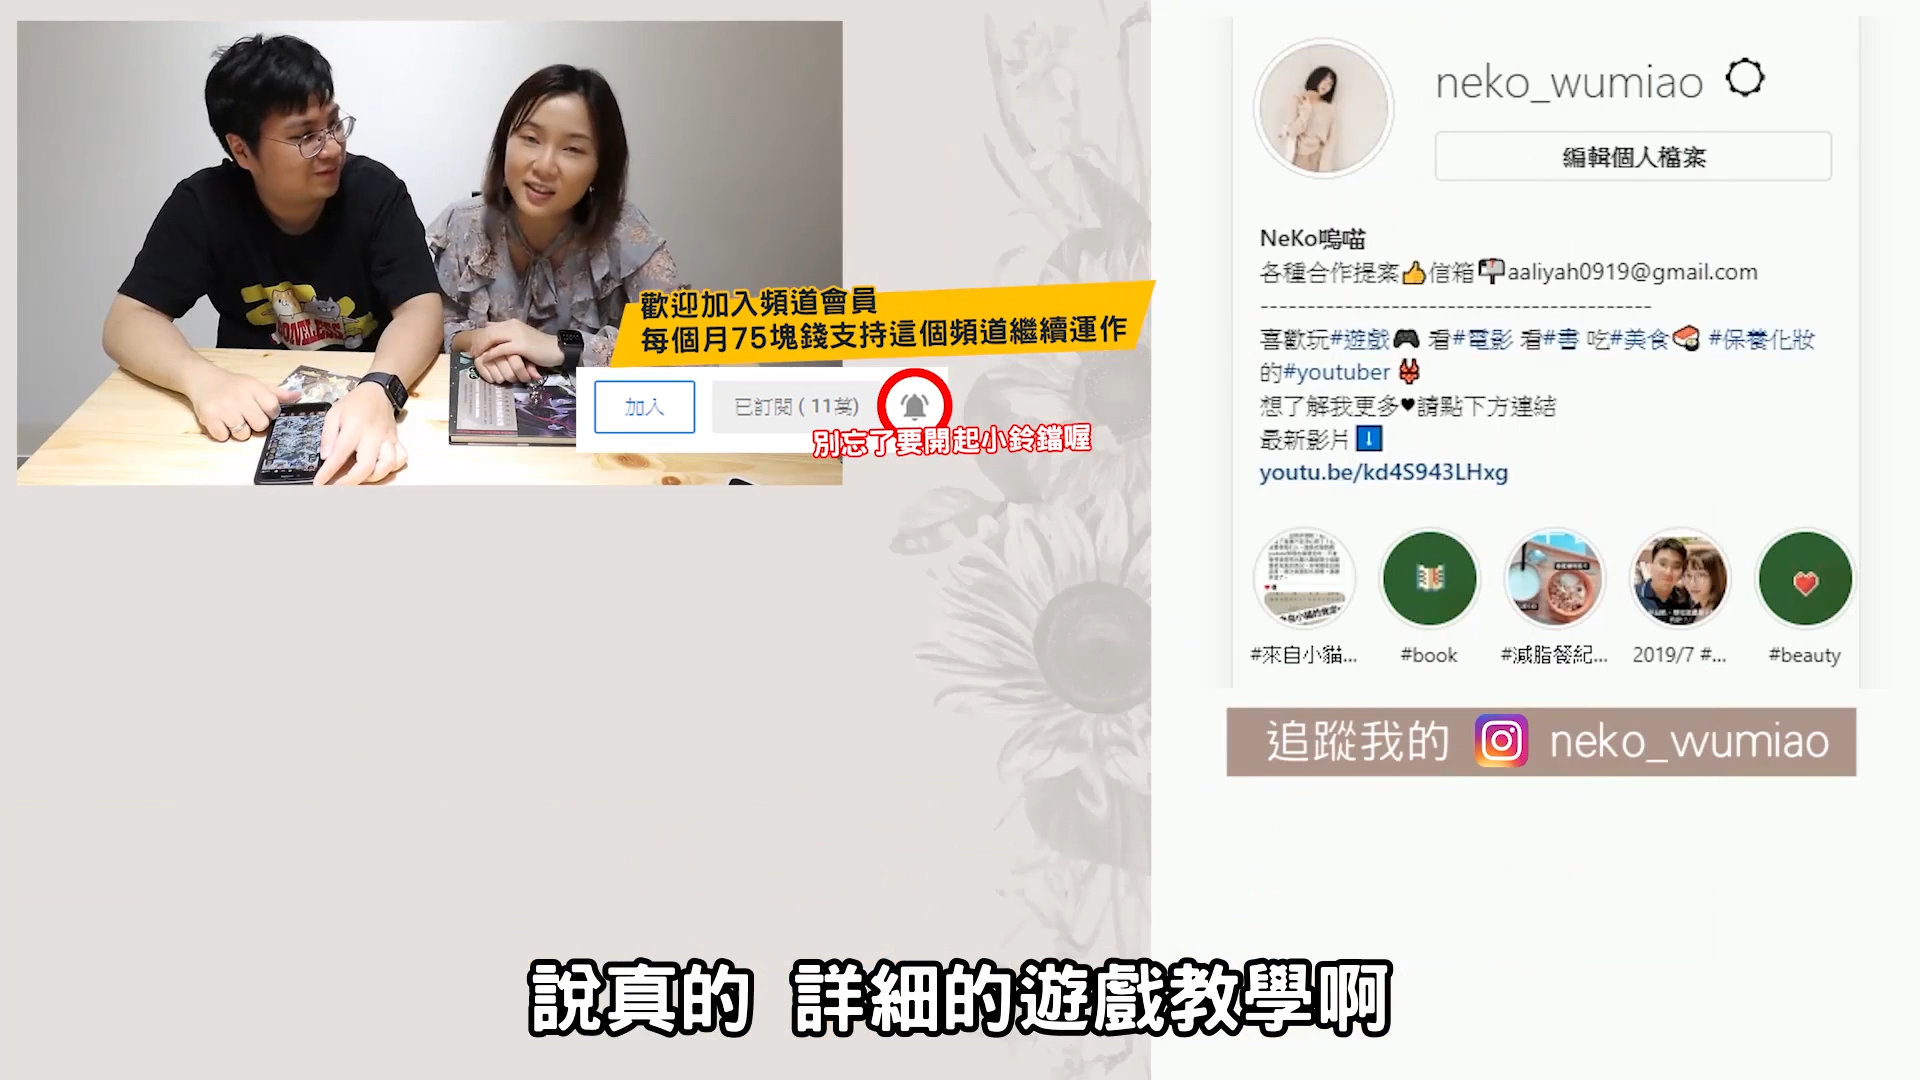 歡迎加入頻道會員
每個月75塊錢支持這個頻道繼續運作
加入
已訂閱 ( 11萬)
別忘了要開起小鈴鐺喔
neko_wumiao
編輯個人檔案
NeKo嗚喵
各種合作提案👍信箱📬aaliyah0919@gmail.com
----------------------------------------
喜歡玩#遊戲🎮 看#電影 看#書 吃#美食🍣 #保養化妝
的#youtuber 👙
想了解我更多♥請點下方連結
最新影片⬇️
youtu.be/kd4S943LHxg
#來自小貓...
#book
#減脂餐紀...
2019/7 #...
#beauty
追蹤我的 neko_wumiao
說真的 詳細的遊戲教學啊